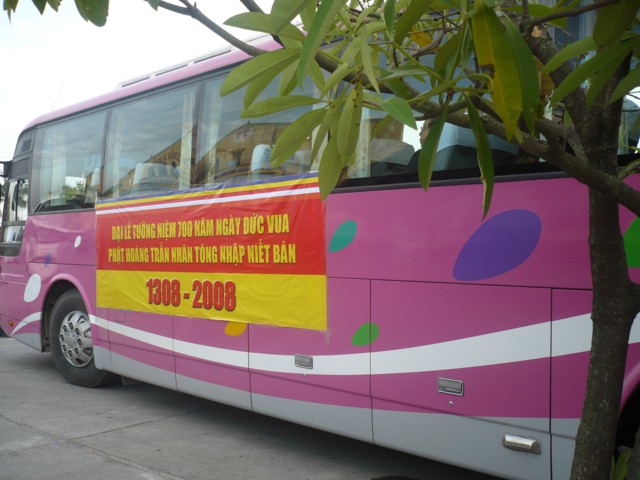 ĐẠI LỄ TƯỞNG NIỆM 700 NĂM NGÀY ĐỨC VUA
PHẬT HOÀNG TRẦN NHÂN TÔNG NHẬP NIẾT BÀN
1308 - 2008